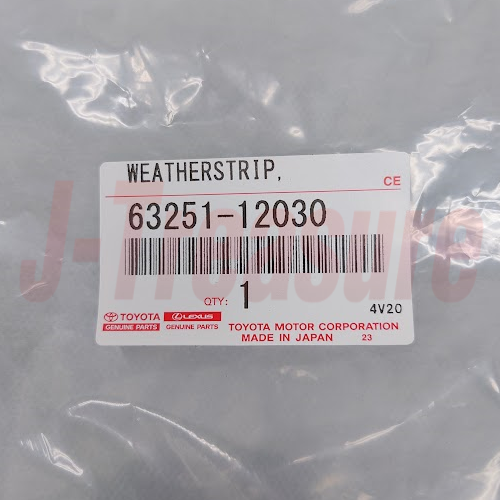 WEATHERSTRIP,
CE
63251-12030
QTY: 1
4V20
TOYOTA LEXUS
GENUINE PARTS GENUINE PARTS
TOYOTA MOTOR CORPORATION
MADE IN JAPAN 23
J-Treasure